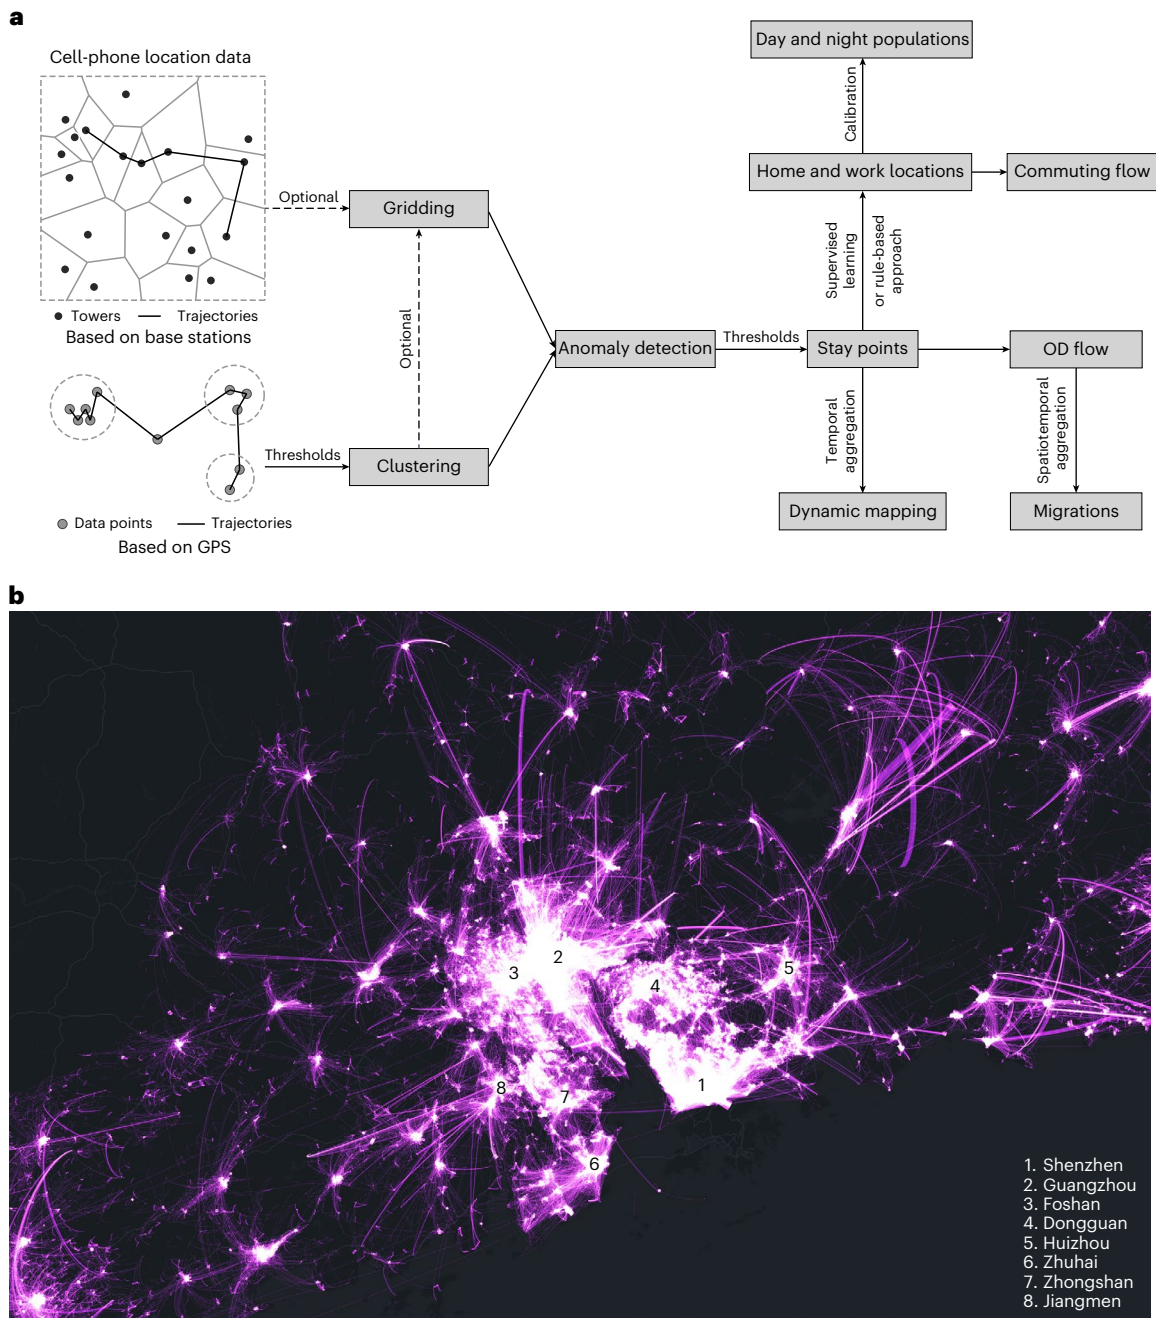 a
Cell-phone location data
Towers
Trajectories
Based on base stations
Data points
Trajectories
Based on GPS
Optional
Thresholds
Gridding
Optional
Clustering
Anomaly detection
Thresholds
Day and night populations
Calibration
Home and work locations
Commuting flow
Supervised
learning
or rule-based
approach
Stay points
OD flow
Temporal
aggregation
Spatiotemporal
aggregation
Dynamic mapping
Migrations
b
2
3
4
5
1
8
7
6
1. Shenzhen
2. Guangzhou
3. Foshan
4. Dongguan
5. Huizhou
6. Zhuhai
7. Zhongshan
8. Jiangmen